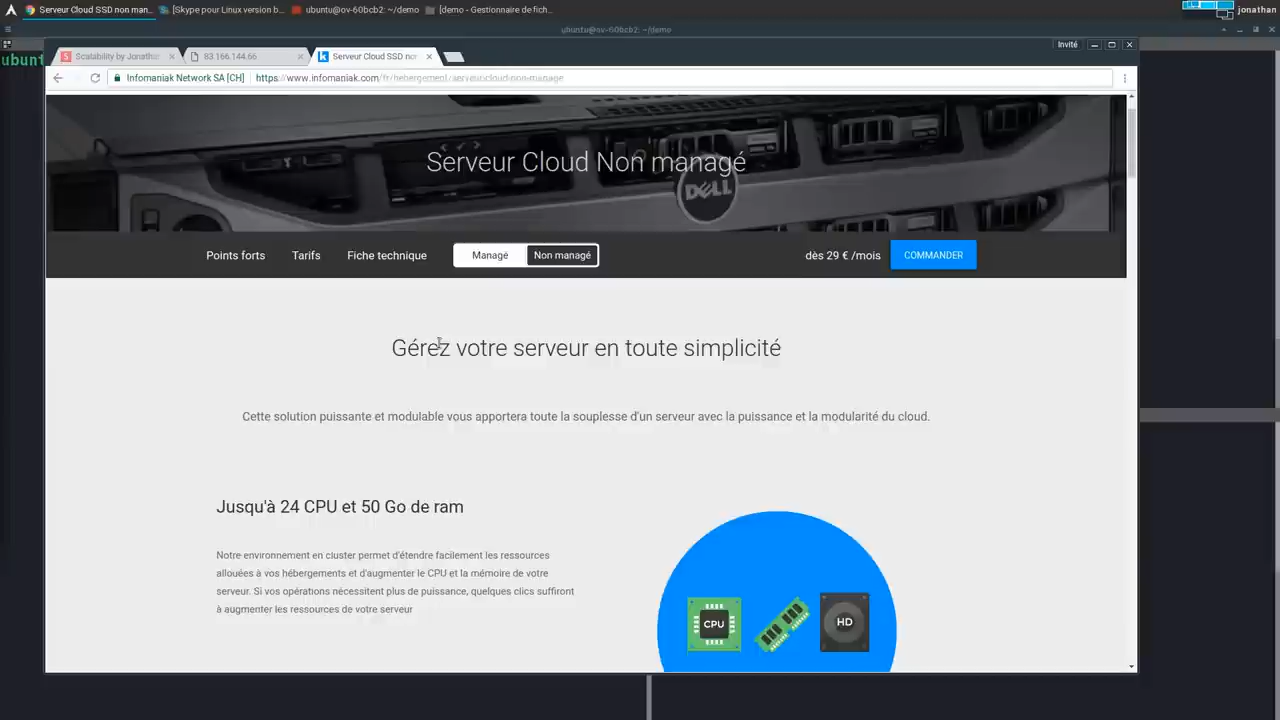 Serveur Cloud SSD non man...
[Skype pour Linux version b...
ubuntu@ov-60bcb2: ~/demo
[demo - Gestionnaire de fich...
jonathan
ubuntu@ov-60bcb2: ~/demo
ubunt
Invité
Scatability by Jonathan
83.166.144.66
Serveur Cloud SSD non
Infomaniak Network SA [CH]
https://www.infomaniak.com/fr/hebergement/serveur-cloud-non-manage
Serveur Cloud Non managé
DELL
Points forts
Tarifs
Fiche technique
Managé
Non managé
dès 29 € /mois
COMMANDER
Gérez votre serveur en toute simplicité
Cette solution puissante et modulable vous apportera toute la souplesse d'un serveur avec la puissance et la modularité du cloud.
Jusqu'à 24 CPU et 50 Go de ram
Notre environnement en cluster permet d'étendre facilement les ressources
allouées à vos hébergements et d'augmenter le CPU et la mémoire de votre
serveur. Si vos opérations nécessitent plus de puissance, quelques clics suffiront
à augmenter les ressources de votre serveur
CPU
HD